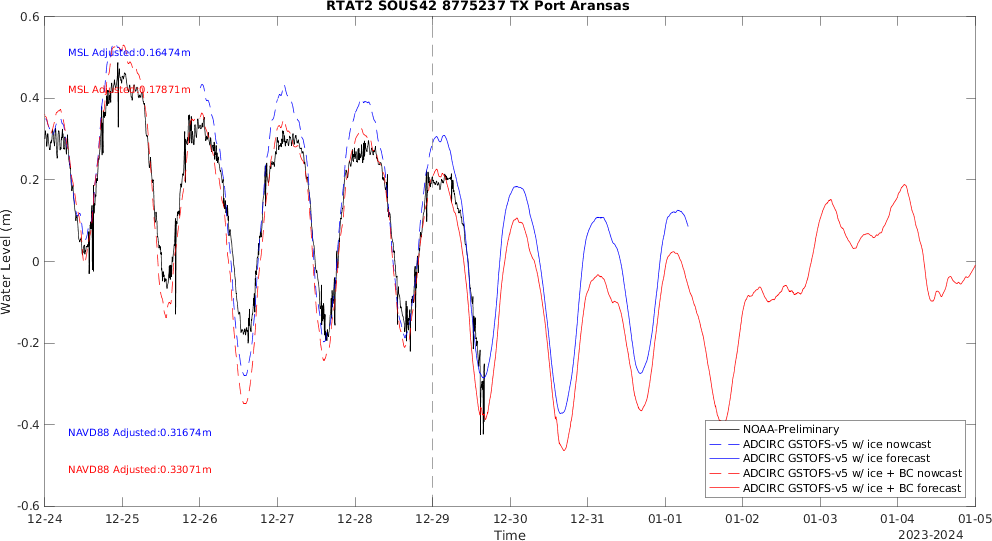 RTAT2 SOUS42 8775237 TX Port Aransas
0.6
0.4
0.2
0
-0.2
-0.4
-0.6
Water Level (m)
MSL Adjusted:0.16474m
MSL Adjusted:0.17871m
NAVD88 Adjusted:0.31674m
NAVD88 Adjusted:0.33071m
NOAA-Preliminary
ADCIRC GSTOFS-v5 w/ ice nowcast
ADCIRC GSTOFS-v5 w/ ice forecast
ADCIRC GSTOFS-v5 w/ ice + BC nowcast
ADCIRC GSTOFS-v5 w/ ice + BC forecast
12-24 12-25 12-26 12-27 12-28 12-29 12-30 12-31 01-01 01-02 01-03 01-04 01-05
Time
2023-2024